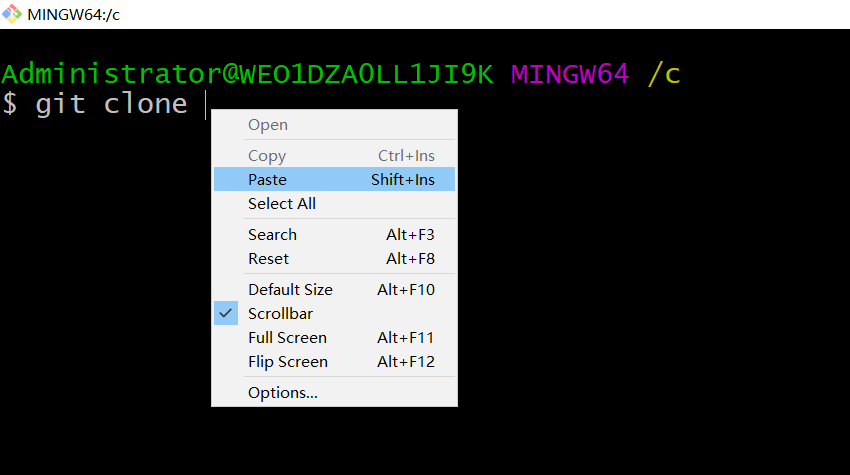 MINGW64:/c
Administrator@WEO1DZA0LL1JI9K MINGW64 /c
$ git clone
Open
Copy Ctrl+Ins
Paste Shift+Ins
Select All
Search Alt+F3
Reset Alt+F8
Default Size Alt+F10
Scrollbar
Full Screen Alt+F11
Flip Screen Alt+F12
Options...